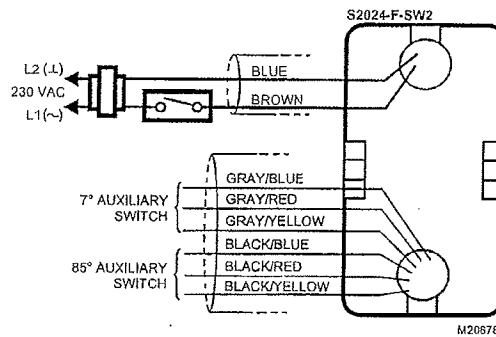 S2024-F-SW2
L2 (⊥)
BLUE
230 VAC
BROWN
L1 (~)
GRAY/BLUE
7° AUXILIARY
SWITCH
GRAY/RED
GRAY/YELLOW
BLACK/BLUE
85° AUXILIARY
SWITCH
BLACK/RED
BLACK/YELLOW
M20678